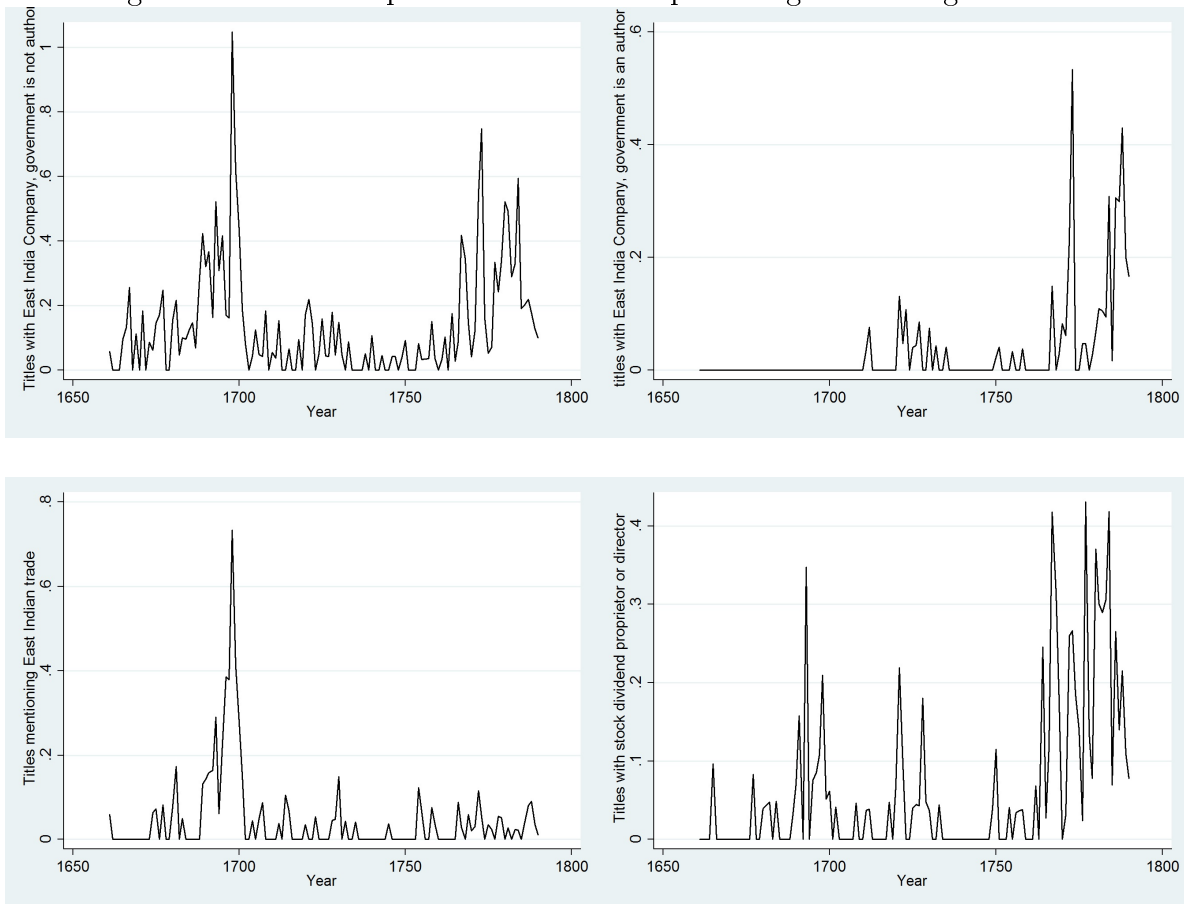 Titles with East India Company, government is not author
0 .2 .4 .6 .8 1
1650 1700 1750 1800
Year
titles with East India Company, government is an author
0 .2 .4 .6
1650 1700 1750 1800
Year
Titles mentioning East Indian trade
0 .2 .4 .6 .8
1650 1700 1750 1800
Year
Titles with stock dividend proprietor or director
0 .1 .2 .3 .4
1650 1700 1750 1800
Year